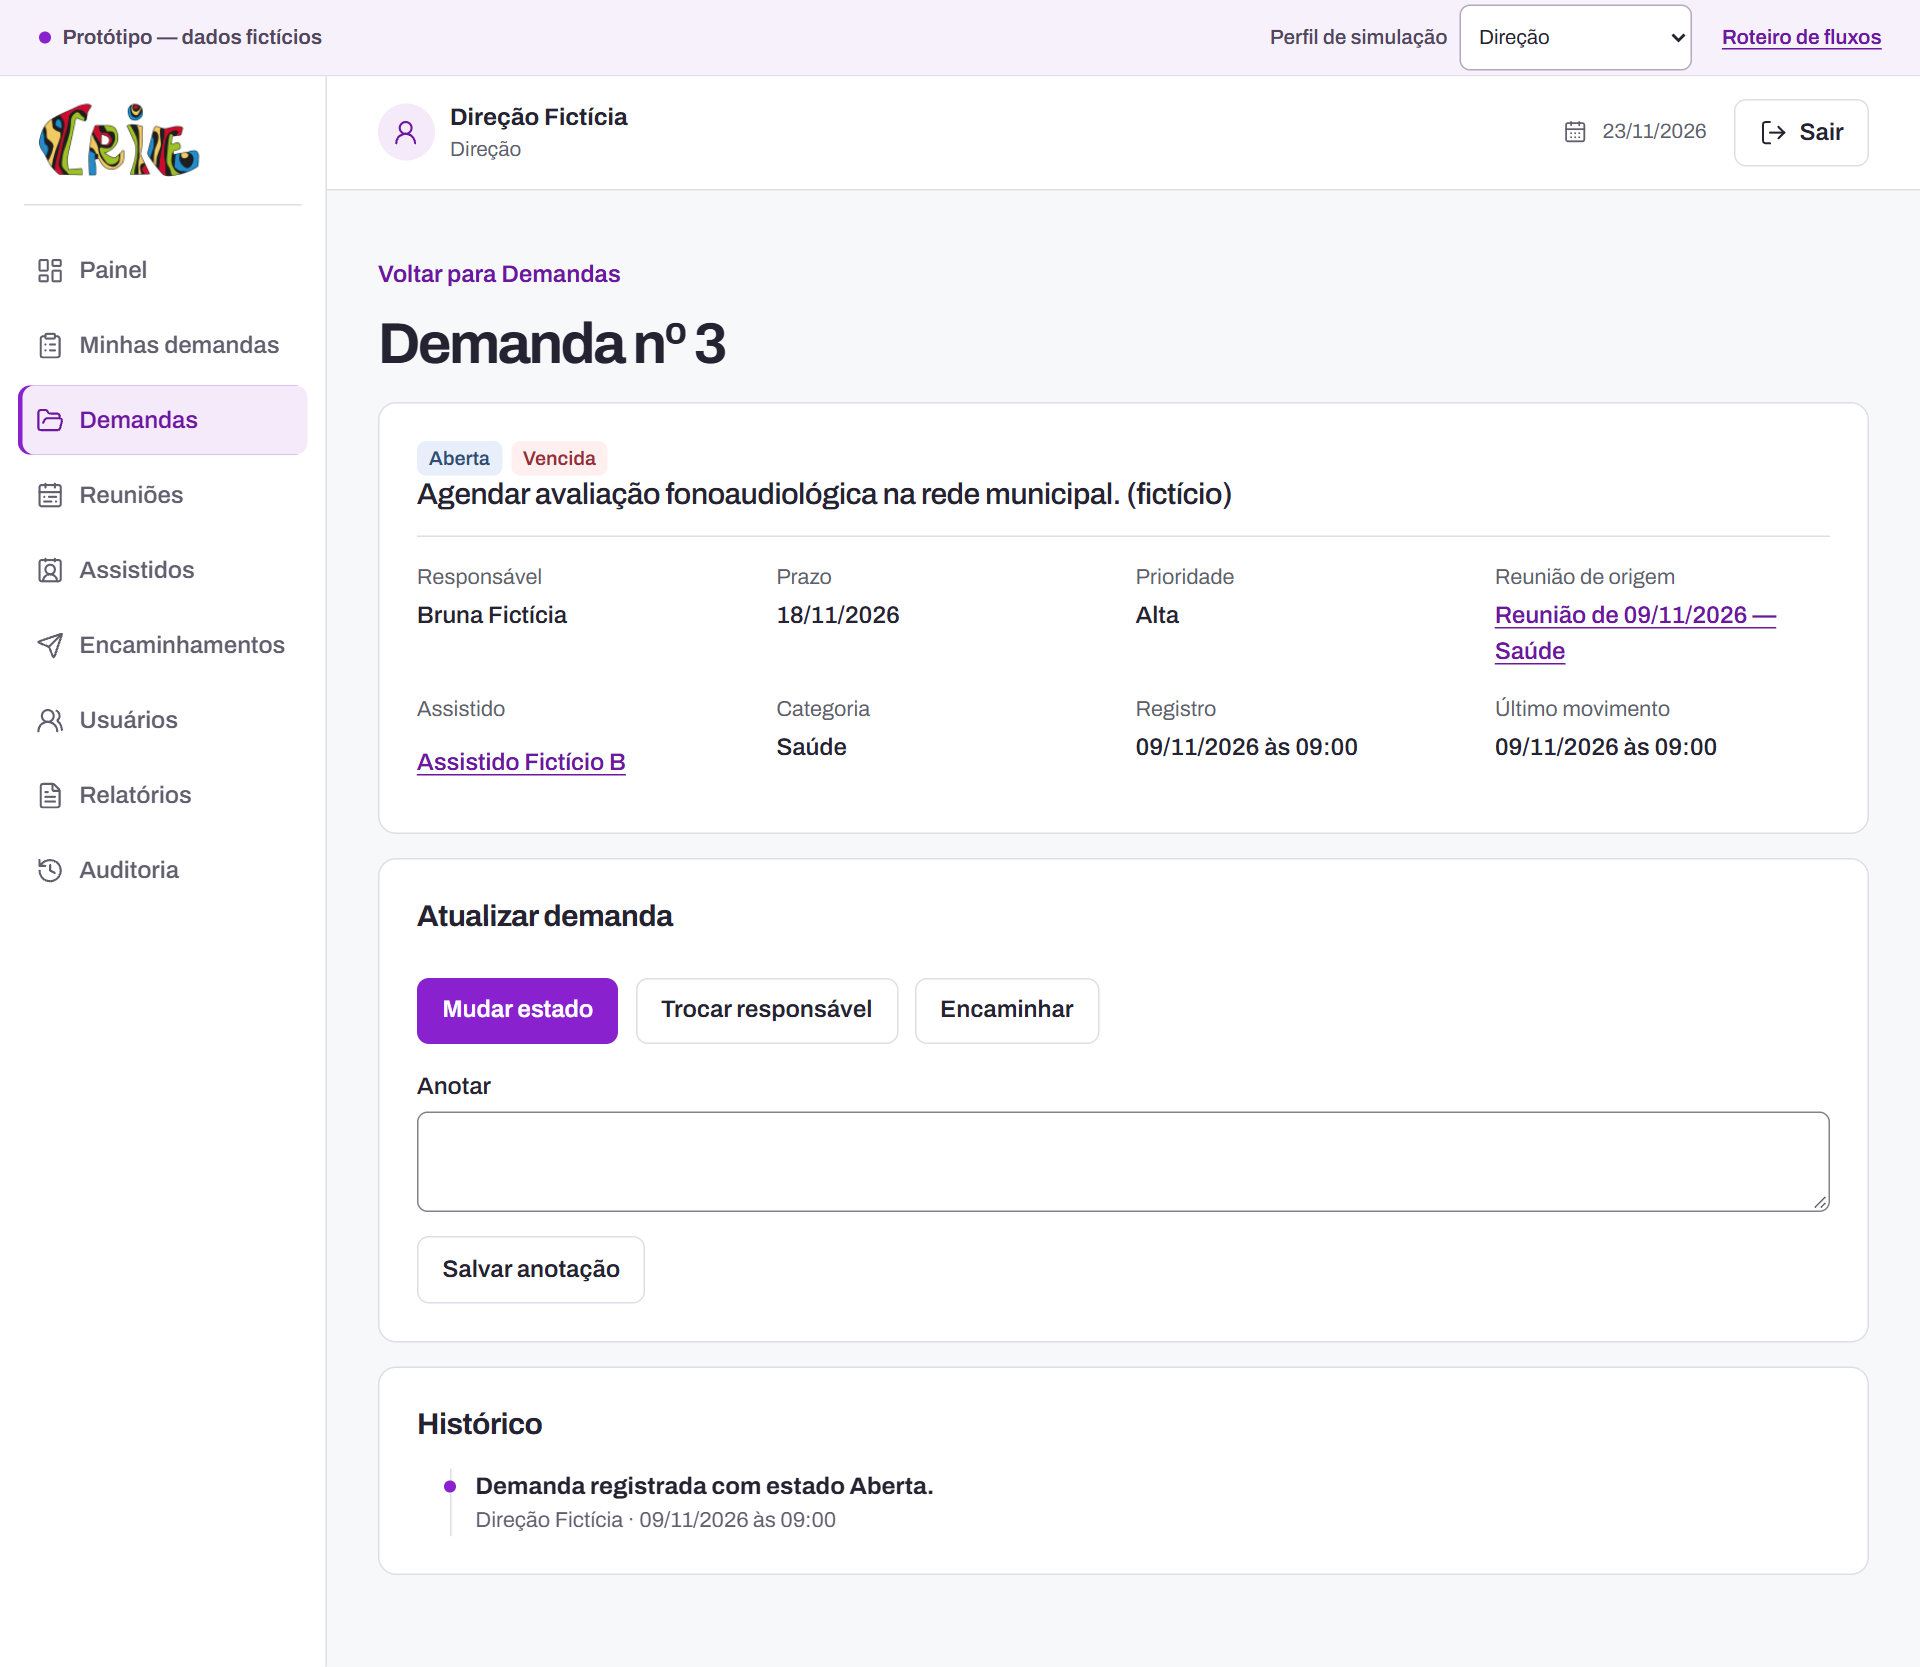 Protótipo — dados fictícios
Perfil de simulação
Direção
Roteiro de fluxos
CRIE
Direção Fictícia
Direção
23/11/2026
Sair
Painel
Minhas demandas
Demandas
Reuniões
Assistidos
Encaminhamentos
Usuários
Relatórios
Auditoria
Voltar para Demandas
Demanda nº 3
Aberta
Vencida
Agendar avaliação fonoaudiológica na rede municipal. (fictício)
Responsável
Bruna Fictícia
Prazo
18/11/2026
Prioridade
Alta
Reunião de origem
Reunião de 09/11/2026 —
Saúde
Assistido
Assistido Fictício B
Categoria
Saúde
Registro
09/11/2026 às 09:00
Último movimento
09/11/2026 às 09:00
Atualizar demanda
Mudar estado
Trocar responsável
Encaminhar
Anotar
Salvar anotação
Histórico
Demanda registrada com estado Aberta.
Direção Fictícia · 09/11/2026 às 09:00